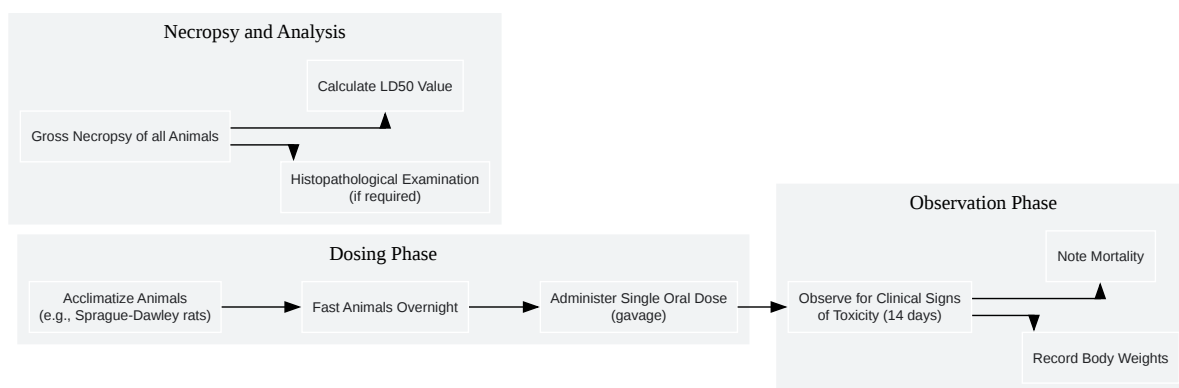 Necropsy and Analysis
Calculate LD50 Value
Gross Necropsy of all Animals
Histopathological Examination
(if required)
Dosing Phase
Acclimatize Animals
(e.g., Sprague-Dawley rats)
Fast Animals Overnight
Administer Single Oral Dose
(gavage)
Observation Phase
Note Mortality
Observe for Clinical Signs
of Toxicity (14 days)
Record Body Weights